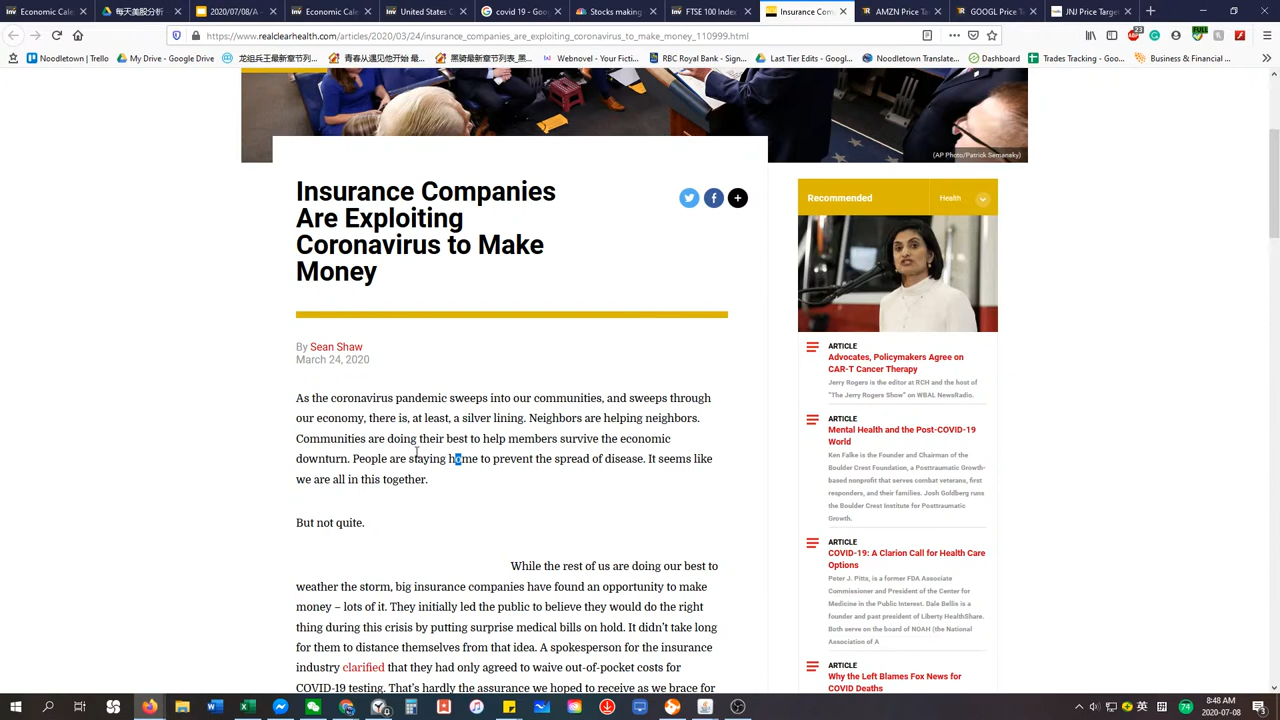 Economic Cale
每天美股分析
2020/07/08/A
Economic Cale
United States C
covid 19 - Goog
Stocks making
FTSE 100 Index
Insurance Com
AMZN Price Ta
GOOG Price Ta
JNJ Price Targe
https://www.realclearhealth.com/articles/2020/03/24/insurance_companies_are_exploiting_coronavirus_to_make_money_110999.html
23
FULL
Noodletown | Trello
My Drive - Google Drive
龙组兵王最新章节列...
青春从遇见他开始 最...
黑骑最新章节列表_黑...
Webnovel - Your Ficti...
RBC Royal Bank - Sign...
Last Tier Edits - Googl...
Noodletown Translate...
Dashboard
Trades Tracking - Goo...
Business & Financial ...
(AP Photo/Patrick Semansky)
Insurance Companies
Are Exploiting
Coronavirus to Make
Money
By Sean Shaw
March 24, 2020
As the coronavirus pandemic sweeps into our communities, and sweeps through
our economy, there is, at least, a silver lining. Neighbors are helping neighbors.
Communities are doing their best to help members survive the economic
downturn. People are staying home to prevent the spread of disease. It seems like
we are all in this together.
But not quite.
While the rest of us are doing our best to
weather the storm, big insurance companies have found an opportunity to make
money – lots of it. They initially led the public to believe they would do the right
thing during this crisis by putting surprise medical bills on hold. It didn't take long
for them to distance themselves from that idea. A spokesperson for the insurance
industry clarified that they had only agreed to waive out-of-pocket costs for
COVID-19 testing. That's hardly the assurance we hoped to receive as we brace for
Recommended
Health
ARTICLE
Advocates, Policymakers Agree on
CAR-T Cancer Therapy
Jerry Rogers is the editor at RCH and the host of
"The Jerry Rogers Show" on WBAL NewsRadio.
ARTICLE
Mental Health and the Post-COVID-19
World
Ken Falke is the Founder and Chairman of the
Boulder Crest Foundation, a Posttraumatic Growth-
based nonprofit that serves combat veterans, first
responders, and their families. Josh Goldberg runs
the Boulder Crest Institute for Posttraumatic
Growth.
ARTICLE
COVID-19: A Clarion Call for Health Care
Options
Peter J. Pitts, is a former FDA Associate
Commissioner and President of the Center for
Medicine in the Public Interest. Dale Bellis is a
founder and past president of Liberty HealthShare.
Both serve on the board of NOAH (the National
Association of A
ARTICLE
Why the Left Blames Fox News for
COVID Deaths
英
拼
74
8:48 AM
2020-07-08